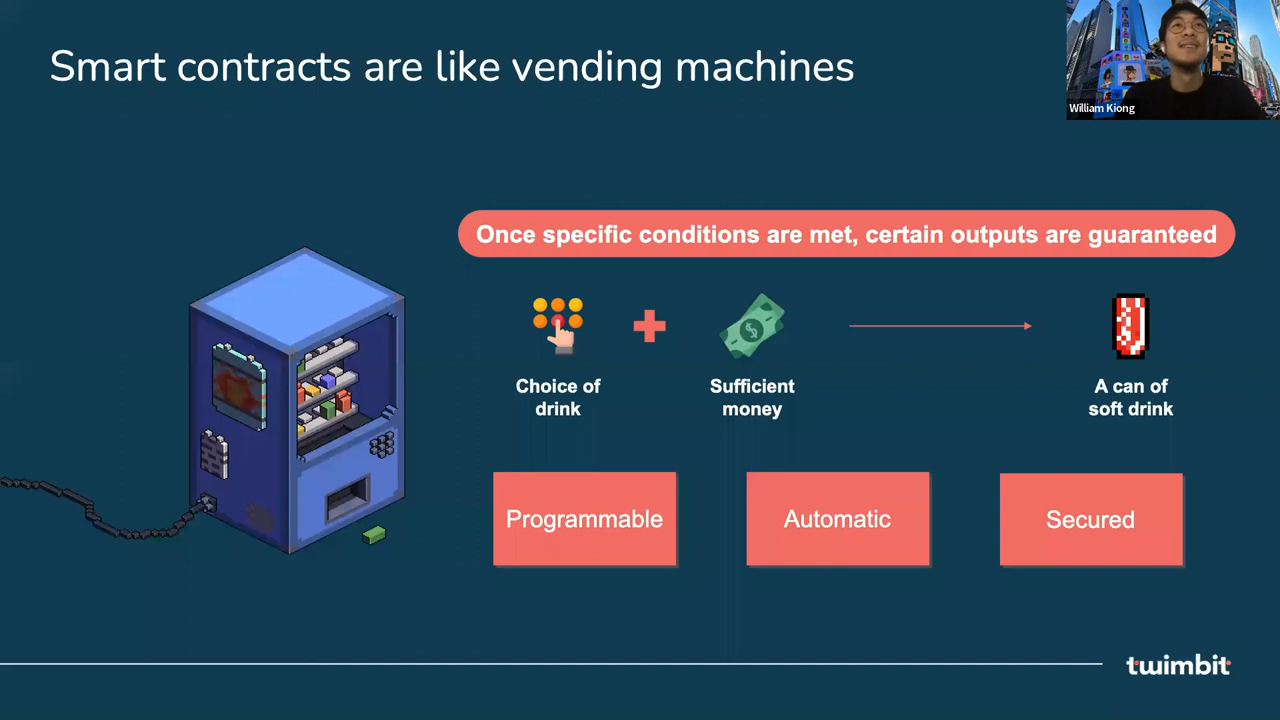 Smart contracts are like vending machines
William Kiong
Once specific conditions are met, certain outputs are guaranteed
Choice of
drink
Sufficient
money
A can of
soft drink
Programmable
Automatic
Secured
twimbit